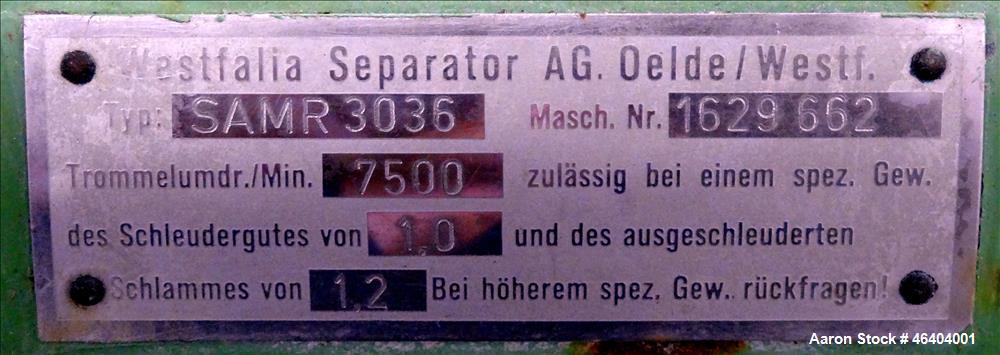 Westfalia Separator AG. Oelde/Westf.
Typ: SAMR 3036 Masch. Nr. 1629 662
Trommelumdr./Min. 7500 zulässig bei einem spez. Gew.
des Schleudergutes von 1,0 und des ausgeschleuderten
Schlammes von 1,2 Bei höherem spez. Gew. rückfragen!
Aaron Stock # 46404001